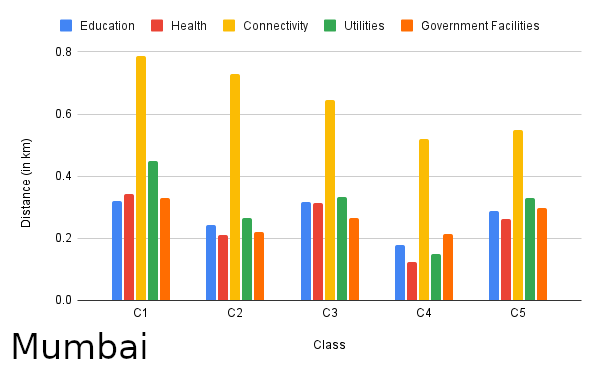 Education Health Connectivity Utilities Government Facilities
0.8
0.6
0.4
0.2
0.0
Distance (in km)
C1 C2 C3 C4 C5
Class
Mumbai